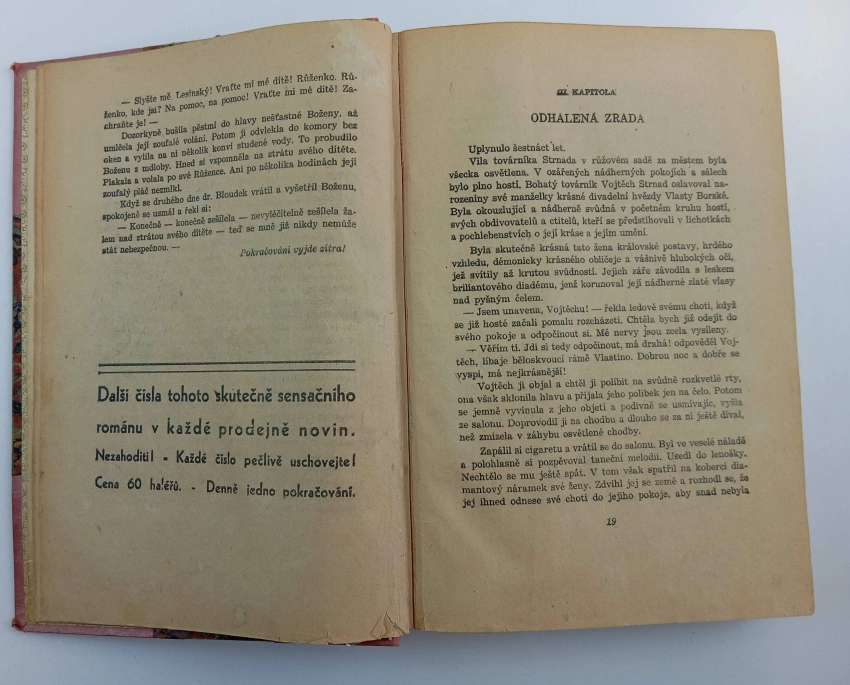 — Slyšte mě Lesinský! Vraťte mi mé dítě! Růženko. Rů-
ženko, kde jsi? Na pomoc, na pomoc! Vraťte mi mé dítě! Za-
chraňte je! —
Dozorkyně bušila pěstmi do hlavy nešťastné Boženy, až
umlčela její zoufalé volání. Potom ji odvlekla do komory bez
oken a vylila na ni několik konví studené vody. To probudilo
Boženu z mdloby. Hned si vzpomněla na ztrátu svého dítěte.
Plakala a volala po své Růžence. Ani po několika hodinách její
zoufalý pláč nezmlkl.
Když se druhého dne dr. Bloudek vrátil a vyšetřil Boženu,
spokojeně se usmál a řekl si:
— Konečně — konečně zešílela — nevyléčitelně zešílela ža-
lem nad ztrátou svého dítěte — teď se mně již nikdy nemůže
stát nebezpečnou. —
Pokračování vyjde zítra!
Další čísla tohoto skutečně sensačního
románu v každé prodejně novin.
Nezahoditi! - Každé číslo pečlivě uschovejte!
Cena 60 haléřů. - Denně jedno pokračování.
III. KAPITOLA
ODHALENÁ ZRADA
Uplynulo šestnáct let.
Vila továrníka Strnada v růžovém sadě za městem byla
všecka osvětlena. V ozářených nádherných pokojích a sálech
bylo plno hostí. Bohatý továrník Vojtěch Strnad oslavoval na-
rozeniny své manželky krásné divadelní hvězdy Vlasty Borské.
Byla okouzlující a nádherně svůdná v početném kruhu hostí,
svých obdivovatelů a ctitelů, kteří se předstihovali v lichotkách
a pochlebenstvích o její kráse a jejím umění.
Byla skutečně krásná tato žena královské postavy, hrdého
vzhledu, démonicky krásného obličeje a vášnivě hlubokých očí,
jež svítily až krutou svůdností. Jejich záře závodila s leskem
briliantového diadému, jenž korunoval její nádherné zlaté vlasy
nad pyšným čelem.
— Jsem unavena, Vojtěchu! — řekla ledově svému choti, když
se již hosté začali pomalu rozcházeti. Chtěla bych již odejít do
svého pokoje a odpočinout si. Mé nervy jsou zcela vysíleny.
— Věřím ti. Jdi si tedy odpočinout, má drahá! odpověděl Voj-
těch, líbaje běloskvoucí rámě Vlastino. Dobrou noc a dobře se
vyspi, má nejkrásnější!
Vojtěch ji objal a chtěl ji políbit na svůdně rozkvetlé rty,
ona však sklonila hlavu a přijala jeho polibek jen na čelo. Potom
se jemně vyvinula z jeho objetí a podivně se usmívajíc, vyšla
ze salonu. Doprovodil ji na chodbu a dlouho se za ní ještě díval,
než zmizela v záhybu osvětlené chodby.
Zapálil si cigaretu a vrátil se do salonu. Byl ve veselé náladě
a polohlasně si pozpěvoval taneční melodii. Usedl do lenošky.
Nechtělo se mu ještě spát. V tom však spatřil na koberci dia-
mantový náramek své ženy. Zdvihl jej se země a rozhodl se, že
jej ihned odnese své choti do jejího pokoje, aby snad nebyla
19